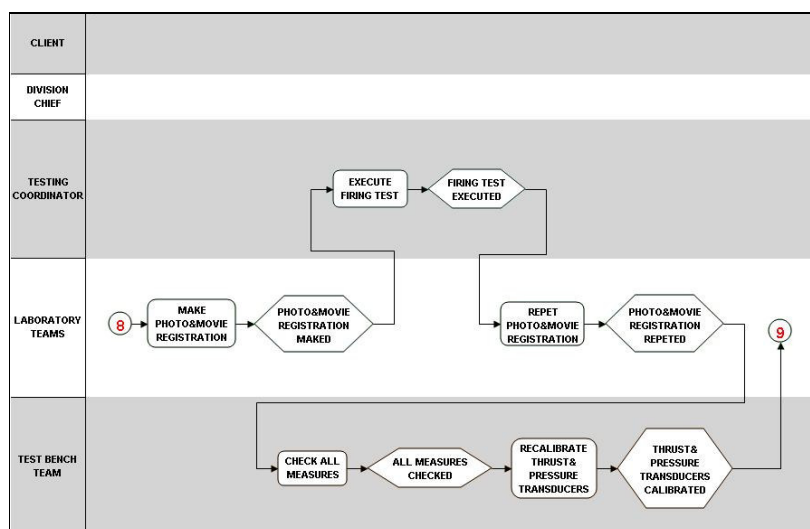 CLIENT
DIVISION
CHIEF
TESTING
COORDINATOR
EXECUTE
FIRING TEST
FIRING TEST
EXECUTED
LABORATORY
TEAMS
8
MAKE
PHOTO&MOVIE
REGISTRATION
PHOTO&MOVIE
REGISTRATION
MAKED
REPET
PHOTO&MOVIE
REGISTRATION
PHOTO&MOVIE
REGISTRATION
REPETED
9
TEST BENCH
TEAM
CHECK ALL
MEASURES
ALL MEASURES
CHECKED
RECALIBRATE
THRUST&
PRESSURE
TRANSDUCERS
THRUST&
PRESSURE
TRANSDUCERS
CALIBRATED